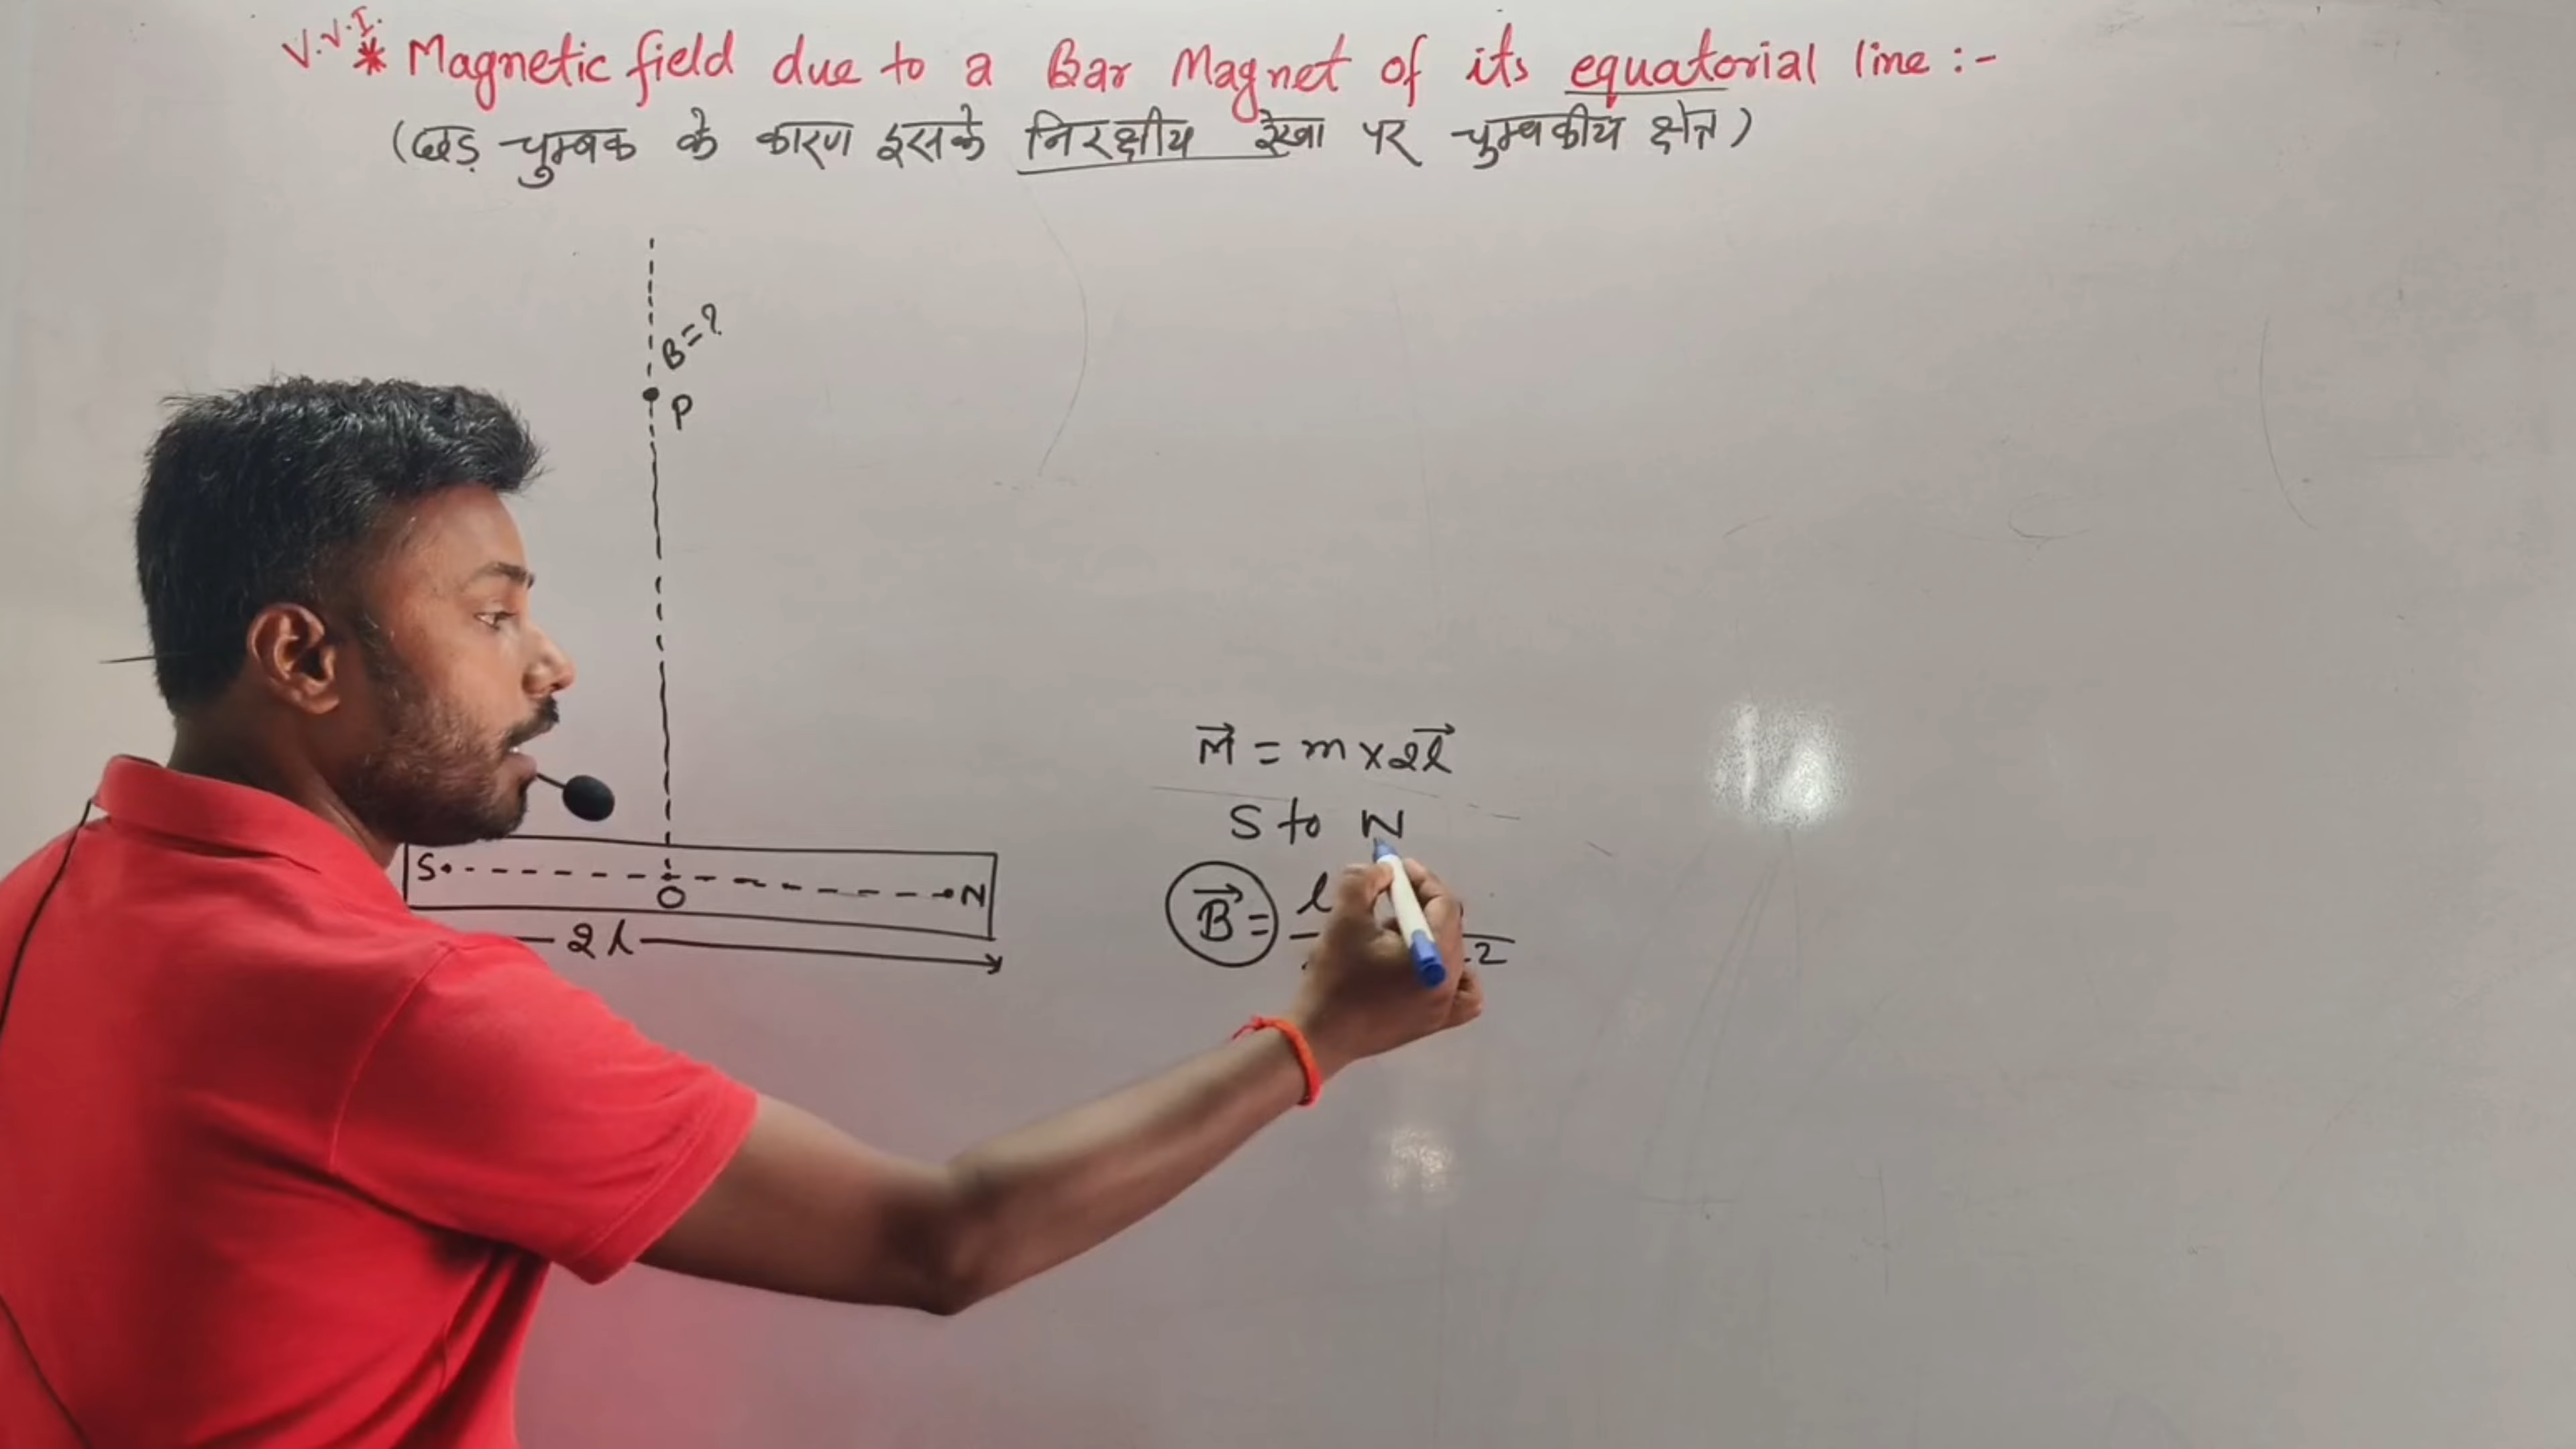 V.V.I.
* Magnetic field due to a Bar Magnet of its equatorial line :-
(छड़ चुम्बक के कारण इसके निरक्षीय रेखा पर चुम्बकीय क्षेत्र)
B = ?
P
M⃗ = m × 2l⃗
S to N
S O N
B⃗ =
2l